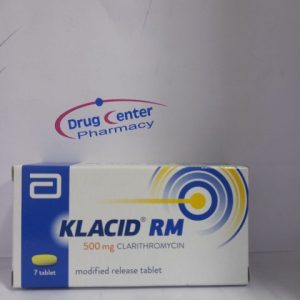 Drug Center
Pharmacy
KLACID® RM
500 mg CLARITHROMYCIN
7 tablet
modified release tablet